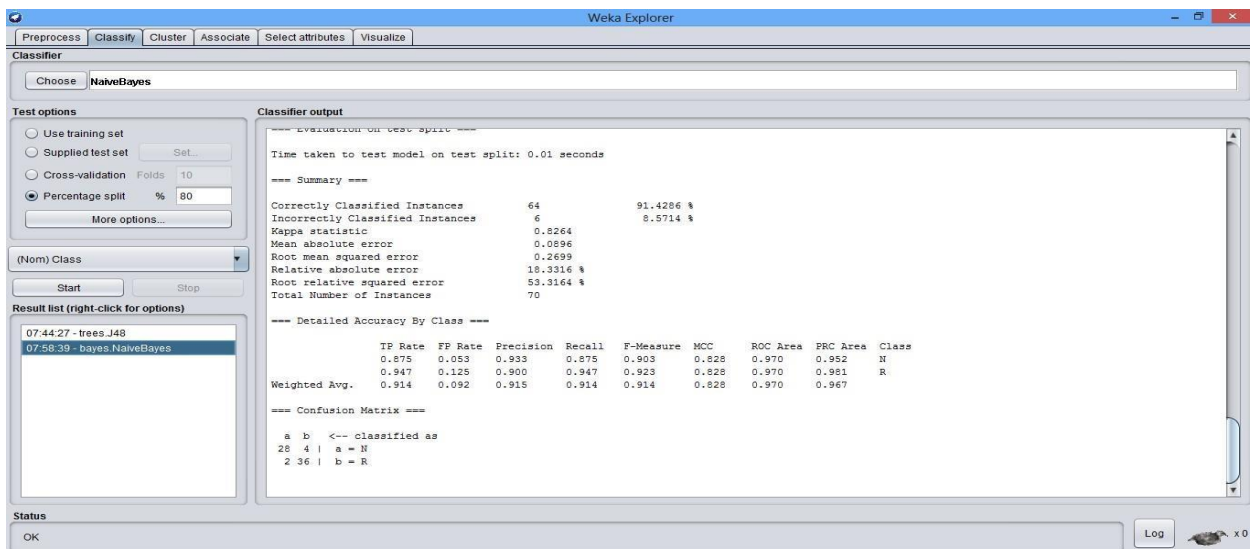 Weka Explorer
Preprocess Classify Cluster Associate Select attributes Visualize
Classifier
Choose NaiveBayes
Test options
Use training set
Supplied test set Set...
Cross-validation Folds 10
Percentage split % 80
More options...
(Nom) Class
Start Stop
Result list (right-click for options)
07:44:27 - trees.J48
07:58:39 - bayes.NaiveBayes
Classifier output
=== Evaluation on test split ===
Time taken to test model on test split: 0.01 seconds
=== Summary ===
Correctly Classified Instances 64 91.4286 %
Incorrectly Classified Instances 6 8.5714 %
Kappa statistic 0.8264
Mean absolute error 0.0896
Root mean squared error 0.2699
Relative absolute error 18.3316 %
Root relative squared error 53.3164 %
Total Number of Instances 70
=== Detailed Accuracy By Class ===
TP Rate FP Rate Precision Recall F-Measure MCC ROC Area PRC Area Class
0.875 0.053 0.933 0.875 0.903 0.828 0.970 0.952 N
0.947 0.125 0.900 0.947 0.923 0.828 0.970 0.981 R
Weighted Avg. 0.914 0.092 0.915 0.914 0.914 0.828 0.970 0.967
=== Confusion Matrix ===
a b <-- classified as
28 4 | a = N
2 36 | b = R
Status
OK
Log x 0